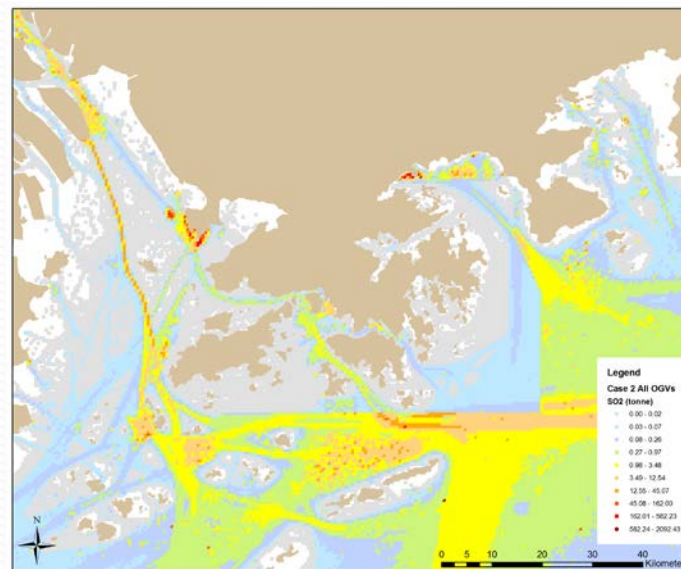 Legend
Case 2 All OGVs
SO2 (tonne)
0.00 - 0.02
0.03 - 0.07
0.08 - 0.26
0.27 - 0.97
0.98 - 3.48
3.49 - 12.54
12.55 - 45.07
45.08 - 162.00
162.01 - 582.23
582.24 - 2092.43
N
0 5 10 20 30 40
Kilomete